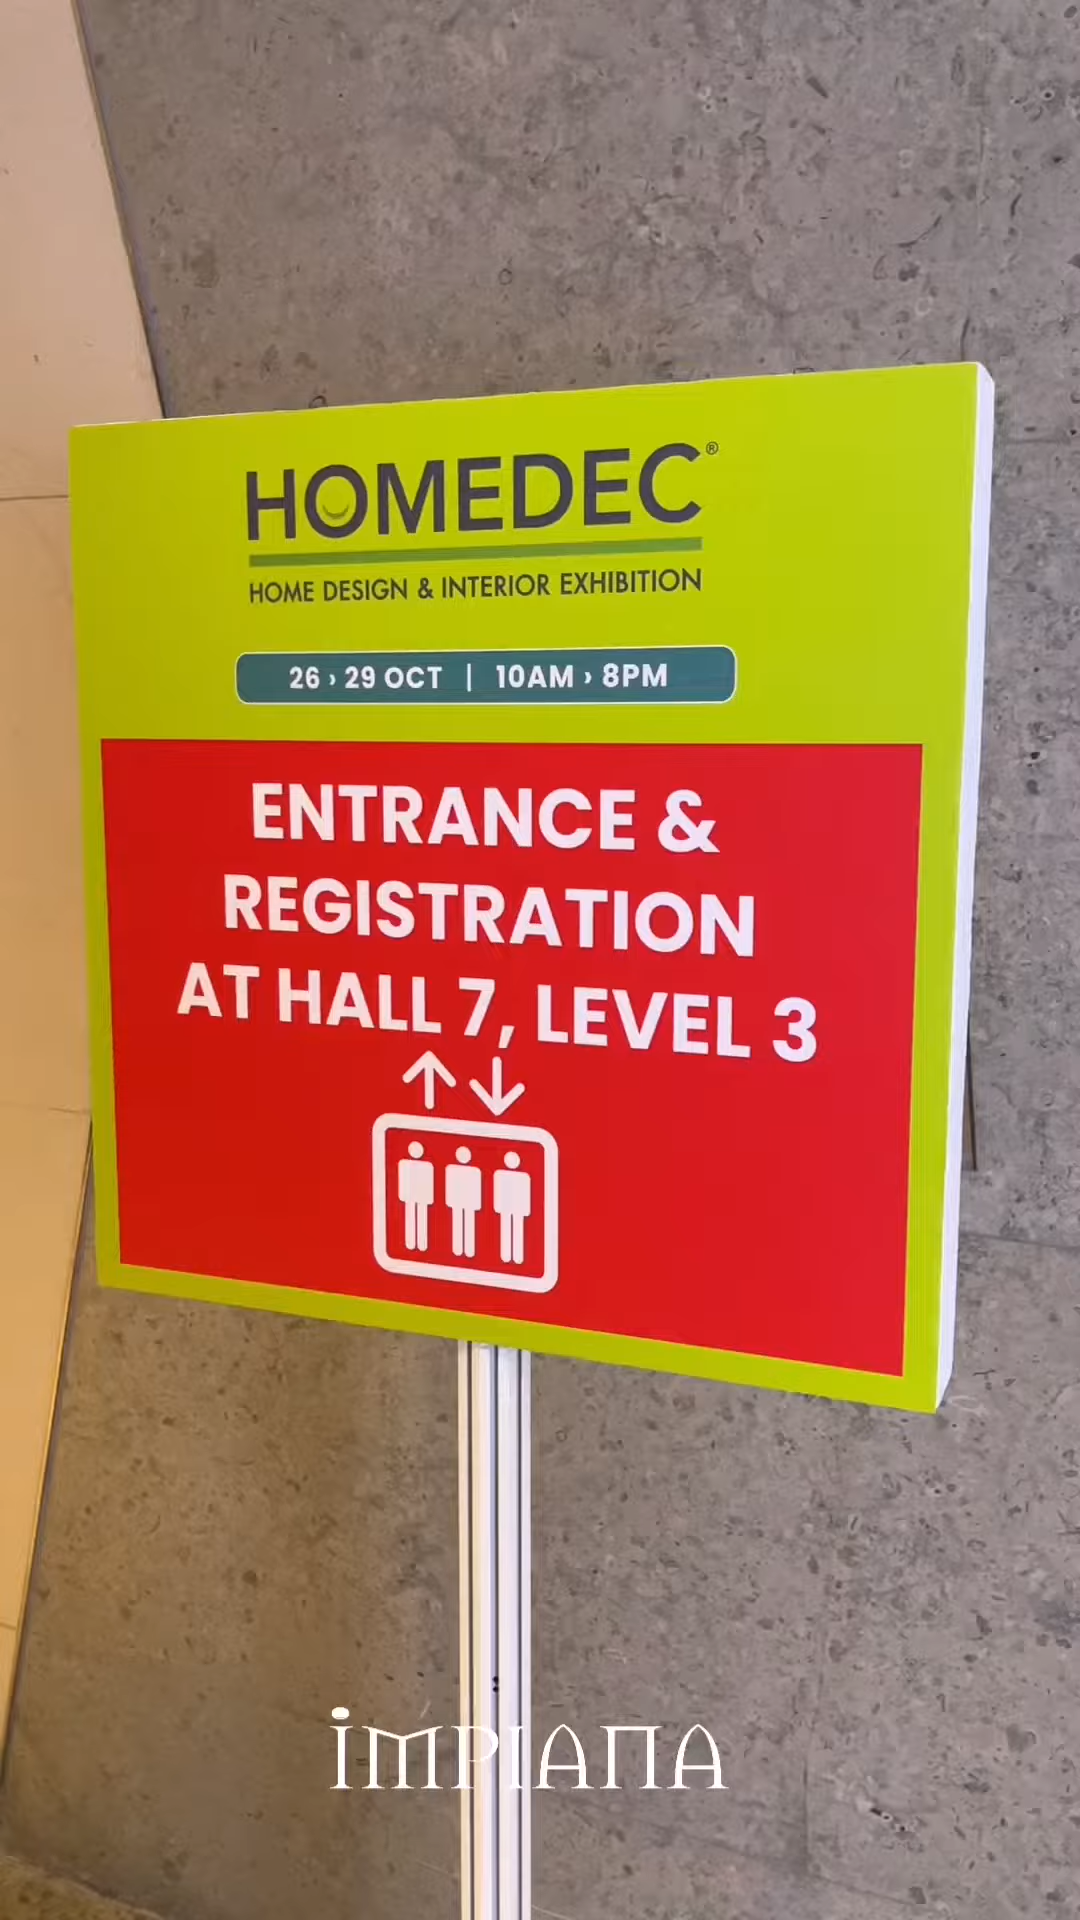 HOMEDEC®
HOME DESIGN & INTERIOR EXHIBITION
26 › 29 OCT | 10AM › 8PM
ENTRANCE &
REGISTRATION
AT HALL 7, LEVEL 3
IMPIANA